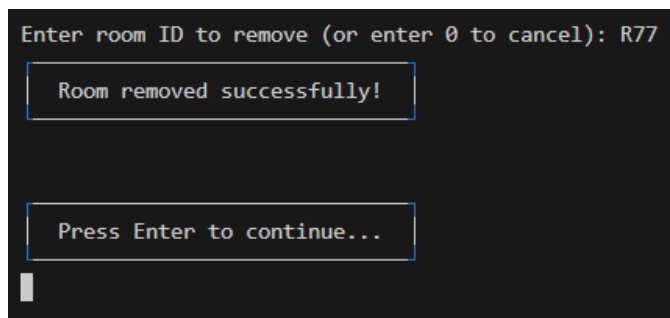 Enter room ID to remove (or enter 0 to cancel): R77
Room removed successfully!
Press Enter to continue...